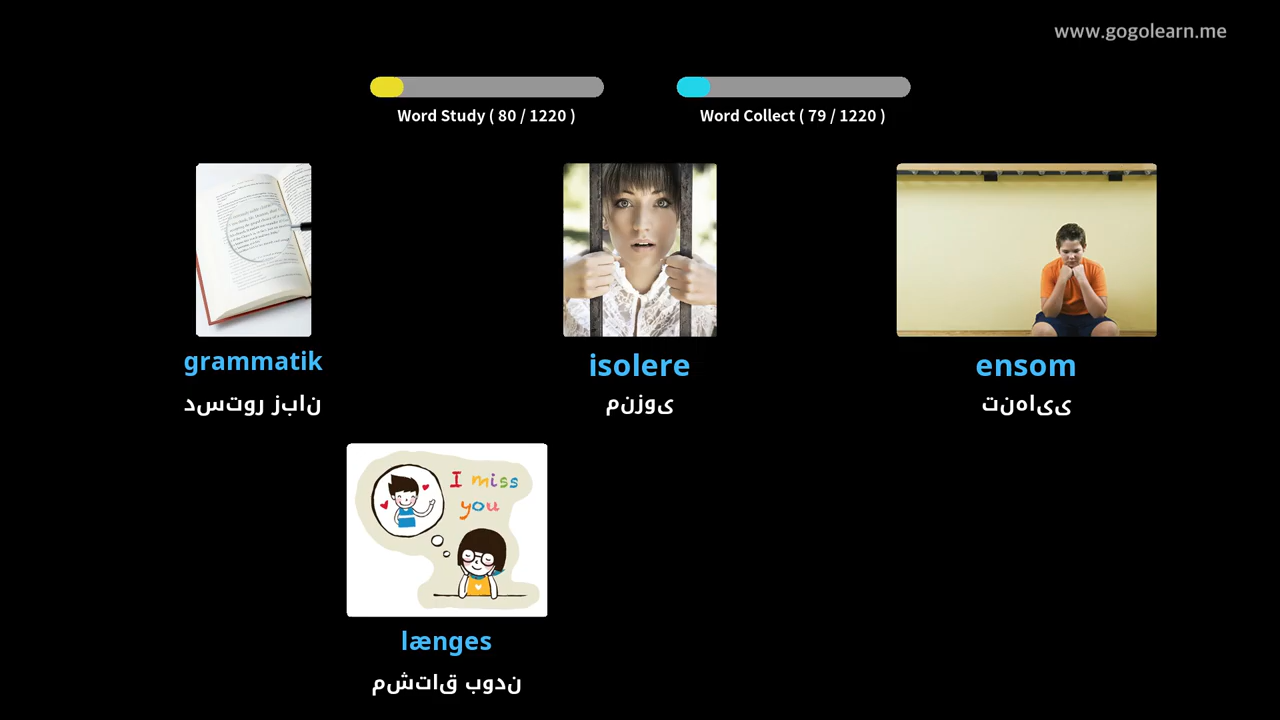 www.gogolearn.me
Word Study ( 80 / 1220 )
Word Collect ( 79 / 1220 )
grammatik
دستور زبان
isolere
منزوی
ensom
تنهایی
I miss
you
længes
مشتاق بودن